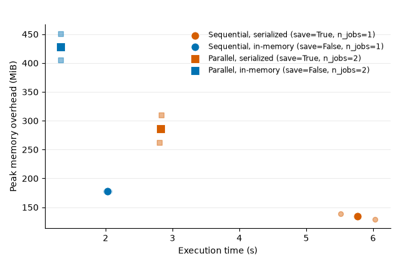 Sequential, serialized (save=True, n_jobs=1)
Sequential, in-memory (save=False, n_jobs=1)
Parallel, serialized (save=True, n_jobs=2)
Parallel, in-memory (save=False, n_jobs=2)
Peak memory overhead (MiB)
450
400
350
300
250
200
150
2
3
4
5
6
Execution time (s)